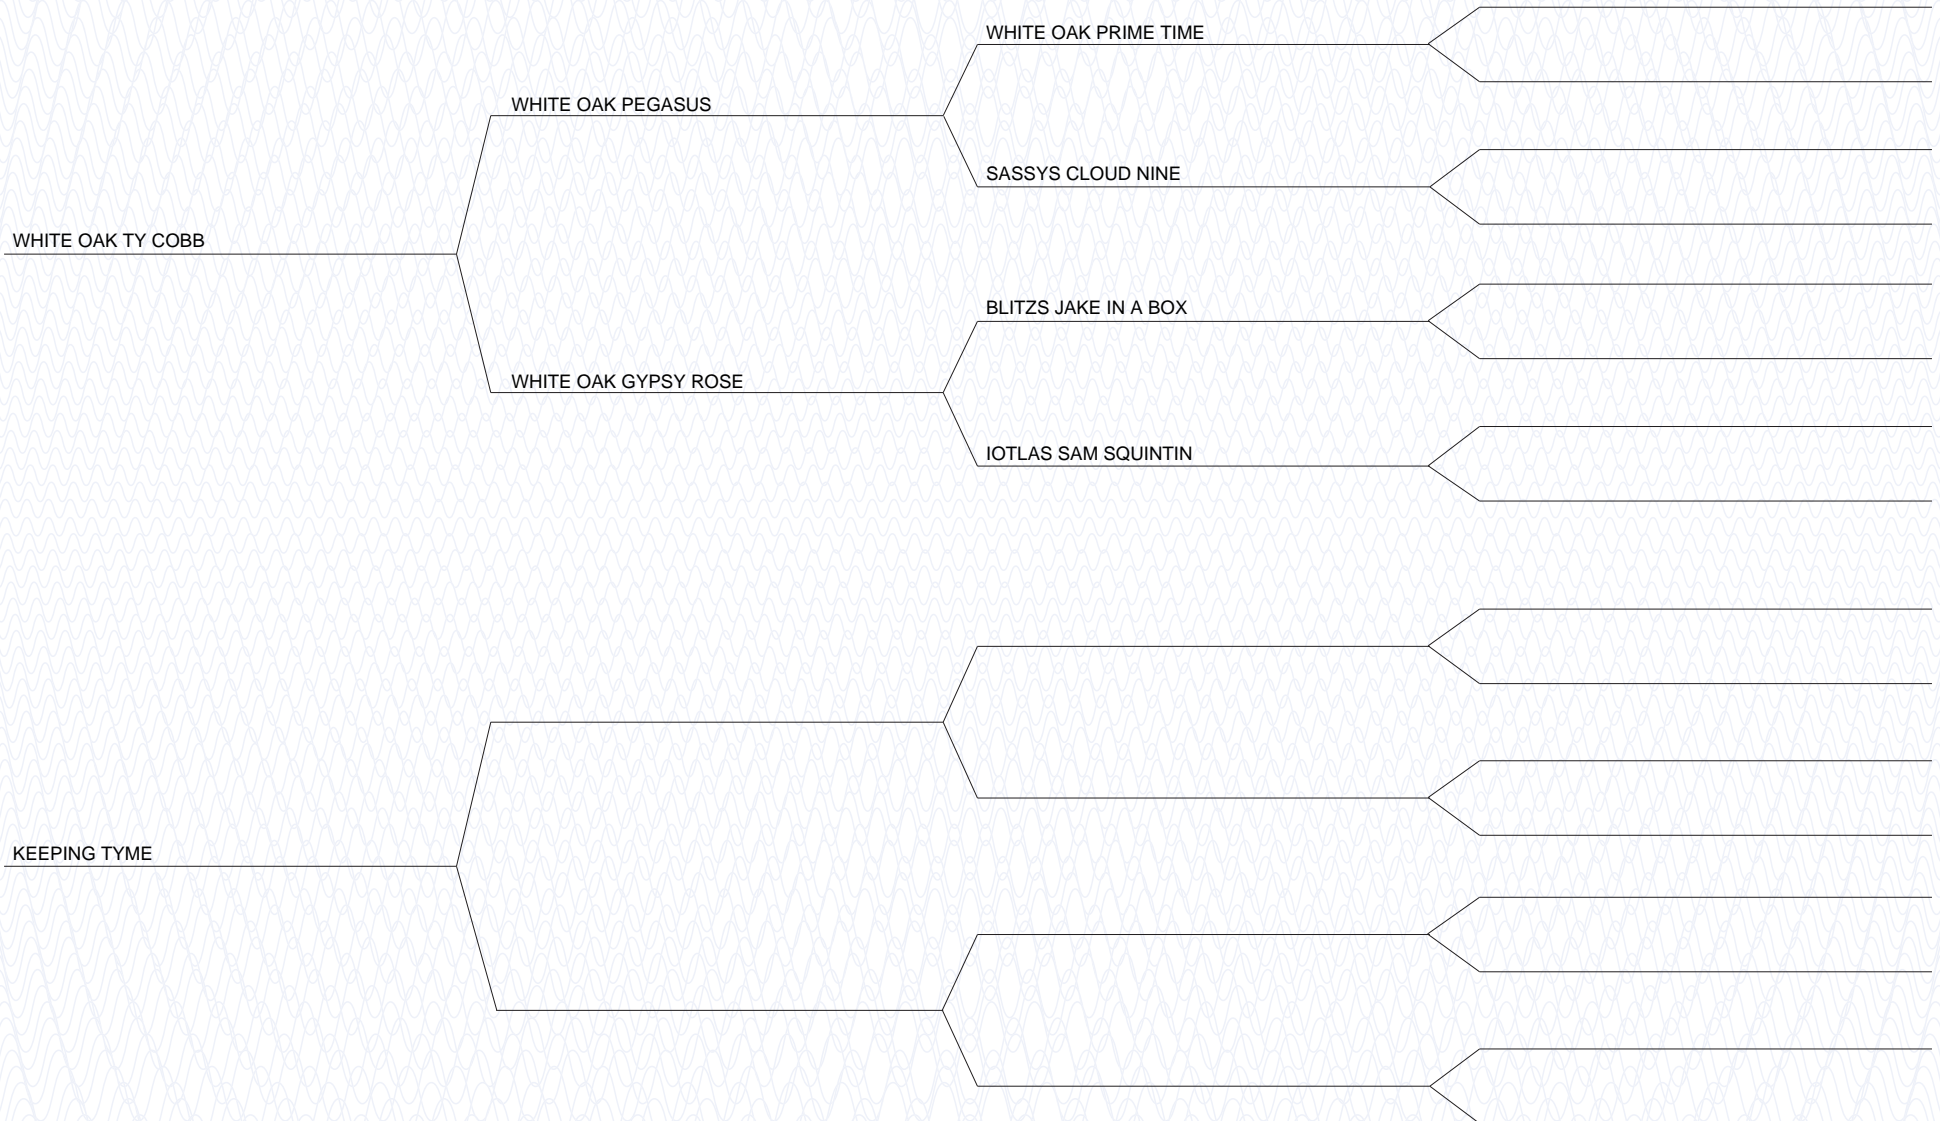 WHITE OAK PRIME TIME
WHITE OAK PEGASUS
SASSYS CLOUD NINE
WHITE OAK TY COBB
BLITZS JAKE IN A BOX
WHITE OAK GYPSY ROSE
IOTLAS SAM SQUINTIN
KEEPING TYME